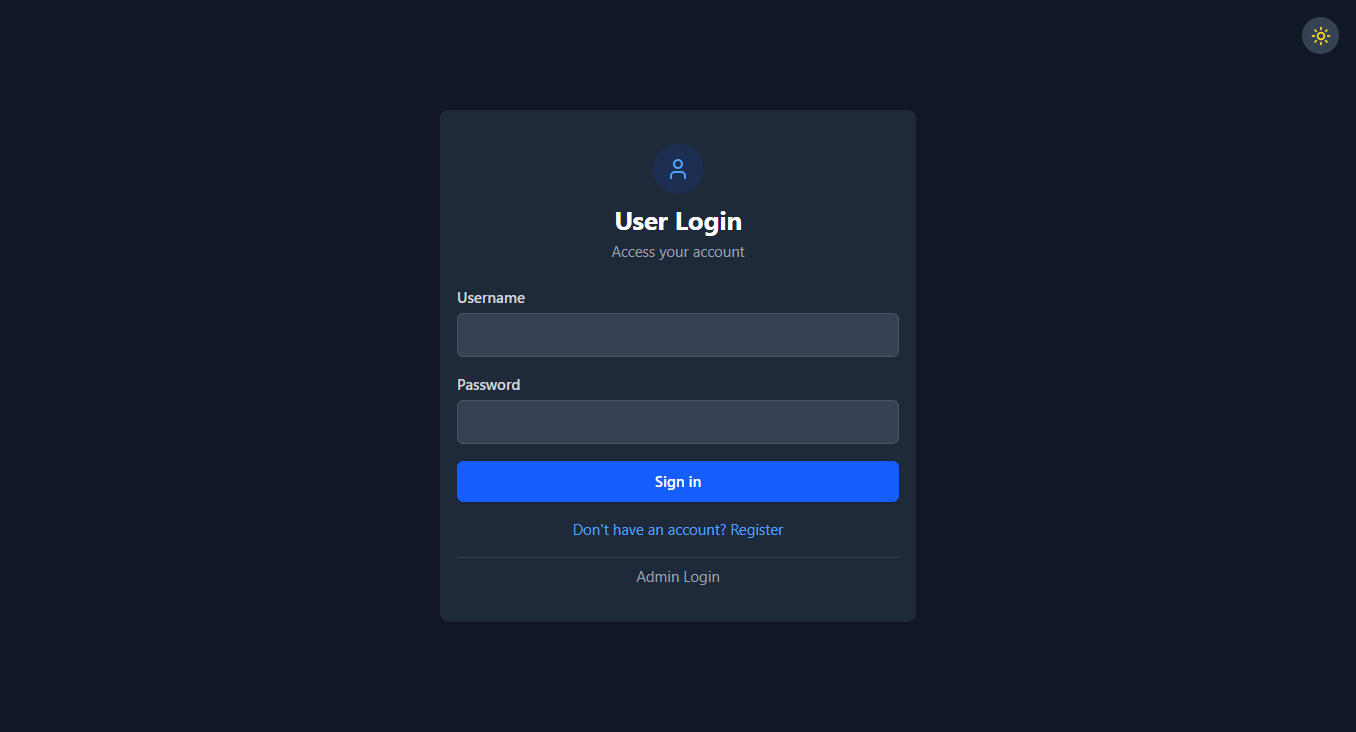 User Login
Access your account
Username
Password
Sign in
Don't have an account? Register
Admin Login